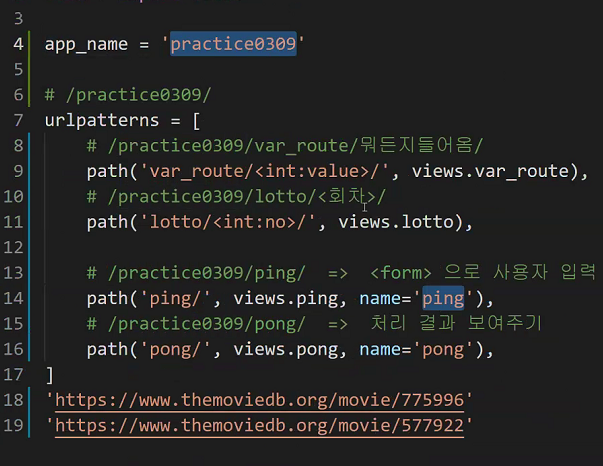 3
4 app_name = 'practice0309'
5
6 # /practice0309/
7 urlpatterns = [
8 # /practice0309/var_route/뭐든지들어옴/
9 path('var_route/<int:value>/', views.var_route),
10 # /practice0309/lotto/<회차>/
11 path('lotto/<int:no>/', views.lotto),
12
13 # /practice0309/ping/ => <form> 으로 사용자 입력
14 path('ping/', views.ping, name='ping'),
15 # /practice0309/pong/ => 처리 결과 보여주기
16 path('pong/', views.pong, name='pong'),
17 ]
18 'https://www.themoviedb.org/movie/775996'
19 'https://www.themoviedb.org/movie/577922'